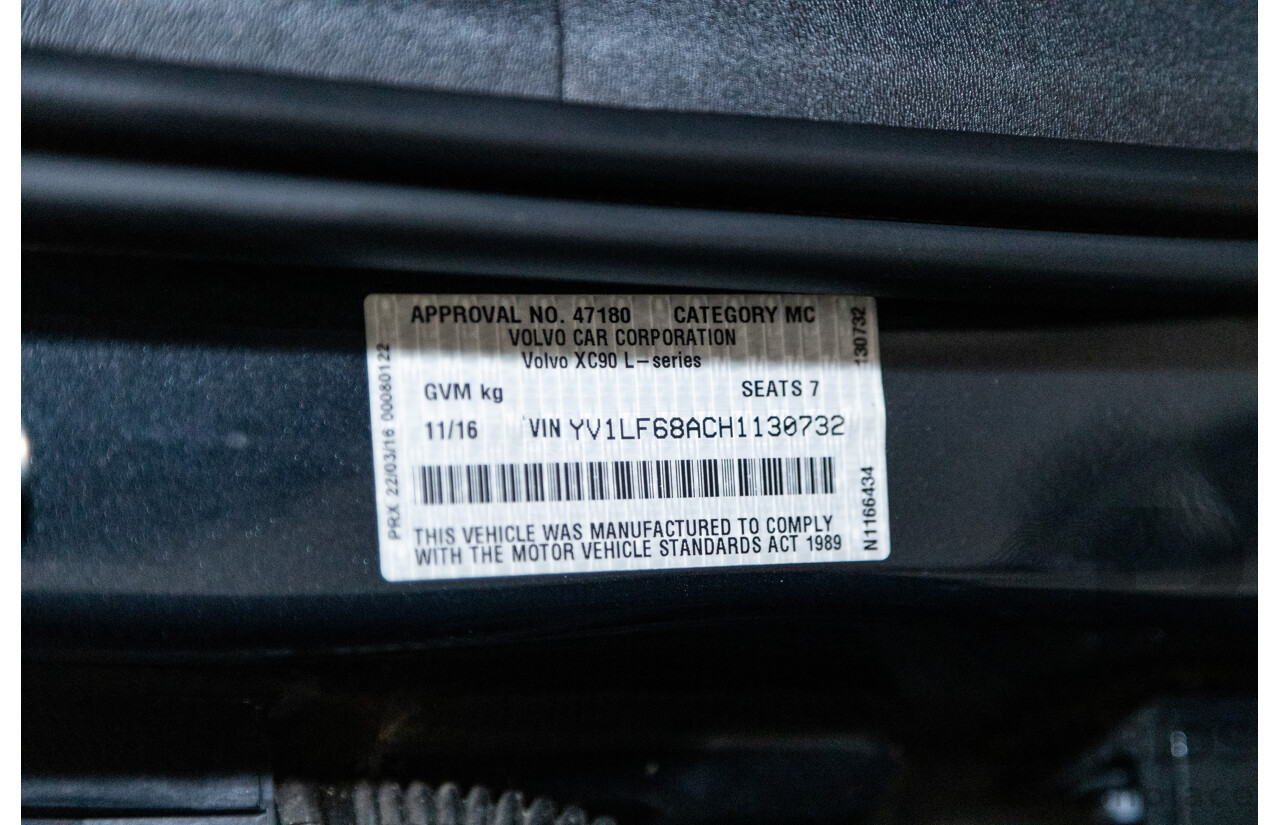 APPROVAL NO. 47180 CATEGORY MC
VOLVO CAR CORPORATION
Volvo XC90 L-series
GVM kg SEATS 7
11/16 VIN YV1LF68ACH1130732
THIS VEHICLE WAS MANUFACTURED TO COMPLY
WITH THE MOTOR VEHICLE STANDARDS ACT 1989
PRX 22/03/16 00080122
130732
N1166434